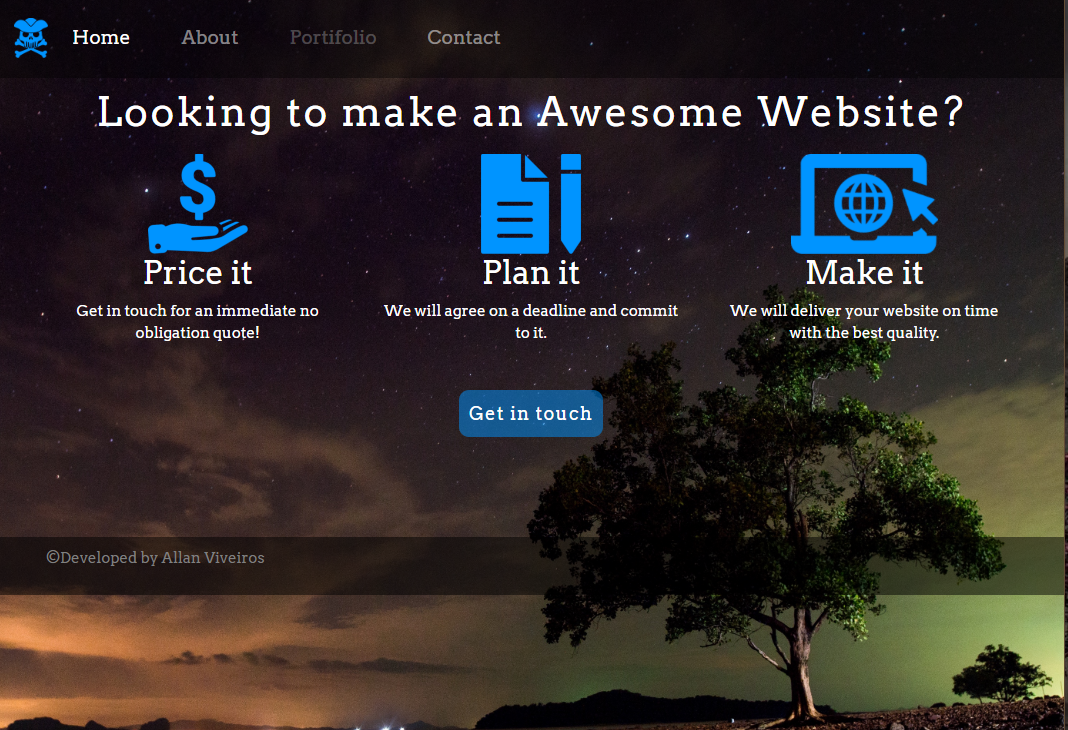 Home About Portifolio Contact
Looking to make an Awesome Website?
Price it
Get in touch for an immediate no
obligation quote!
Plan it
We will agree on a deadline and commit
to it.
Make it
We will deliver your website on time
with the best quality.
Get in touch
©Developed by Allan Viveiros